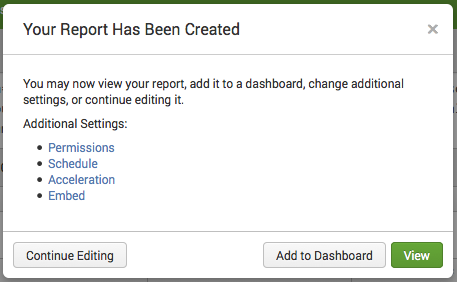 Your Report Has Been Created
×
You may now view your report, add it to a dashboard, change additional
settings, or continue editing it.
Additional Settings:
• Permissions
• Schedule
• Acceleration
• Embed
Continue Editing
Add to Dashboard
View